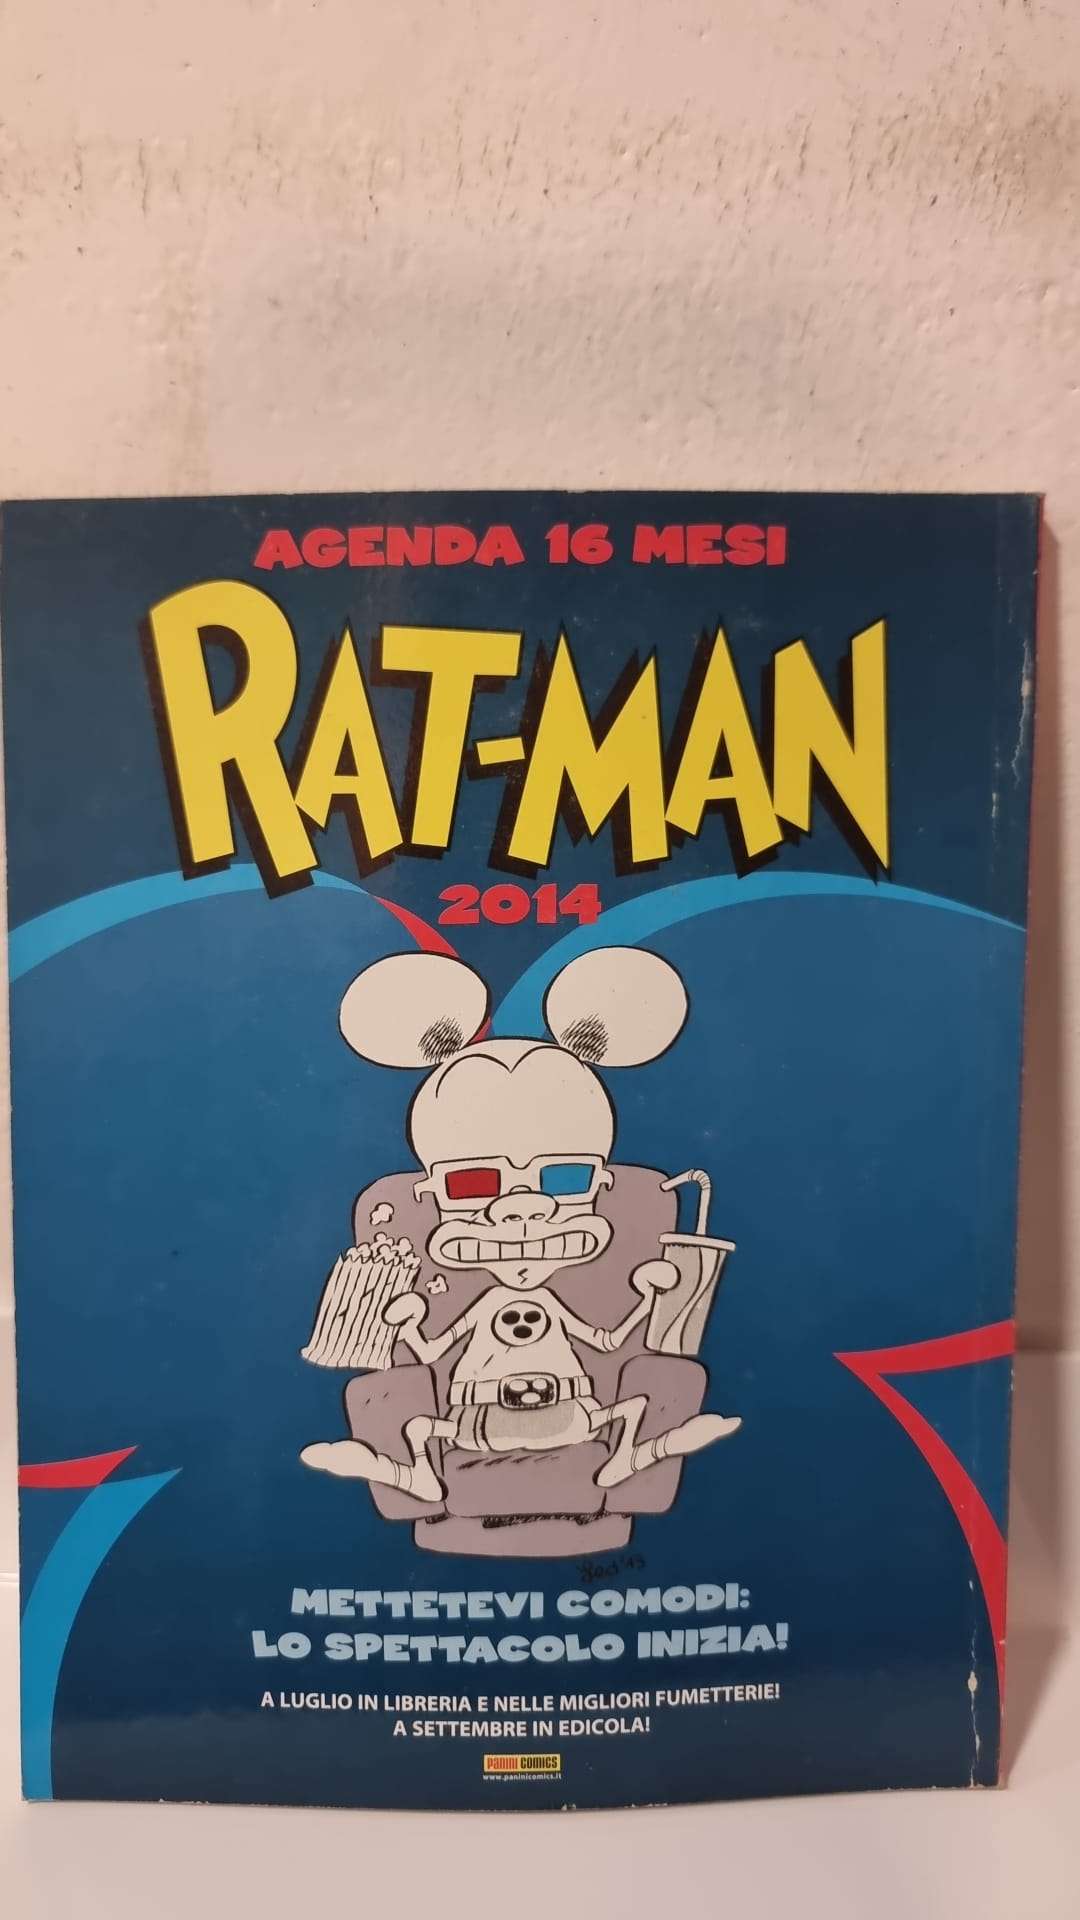 AGENDA 16 MESI
RAT-MAN
2014
METTETEVI COMODI:
LO SPETTACOLO INIZIA!
A LUGLIO IN LIBRERIA E NELLE MIGLIORI FUMETTERIE!
A SETTEMBRE IN EDICOLA!
PANINI COMICS
www.paninicomics.it